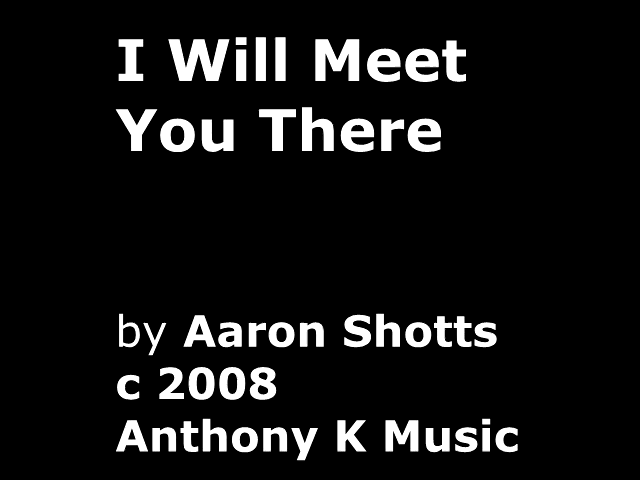 I Will Meet
You There
by Aaron Shotts
c 2008
Anthony K Music